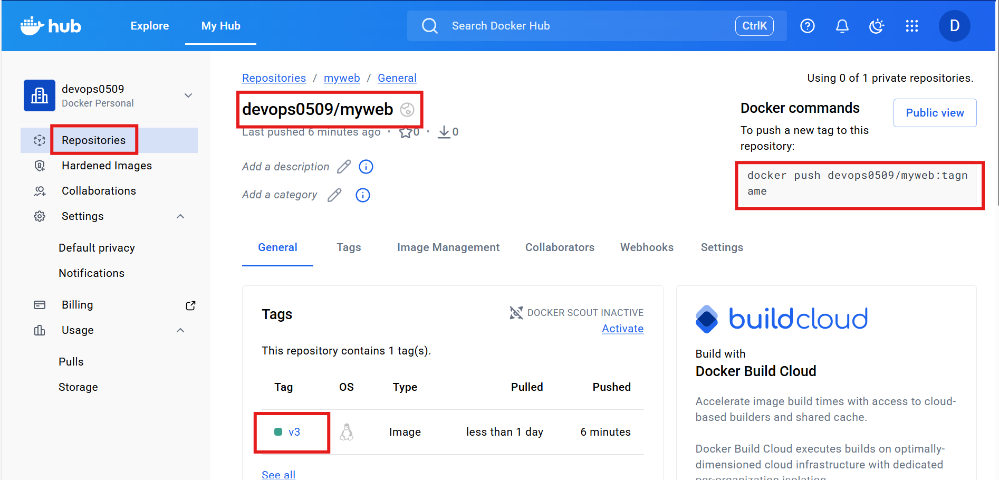 hub
Explore
My Hub
Search Docker Hub
CtrlK
D
devops0509
Docker Personal
Repositories
Hardened Images
Collaborations
Settings
Default privacy
Notifications
Billing
Usage
Pulls
Storage
Repositories / myweb / General
Using 0 of 1 private repositories.
devops0509/myweb
Last pushed 6 minutes ago · 0 · 0
Add a description
Add a category
Docker commands
Public view
To push a new tag to this
repository:
docker push devops0509/myweb:tagn
ame
General
Tags
Image Management
Collaborators
Webhooks
Settings
Tags
DOCKER SCOUT INACTIVE
Activate
This repository contains 1 tag(s).
Tag OS Type Pulled Pushed
v3 Image less than 1 day 6 minutes
See all
buildcloud
Build with
Docker Build Cloud
Accelerate image build times with access to cloud-
based builders and shared cache.
Docker Build Cloud executes builds on optimally-
dimensioned cloud infrastructure with dedicated
per-organization isolation.